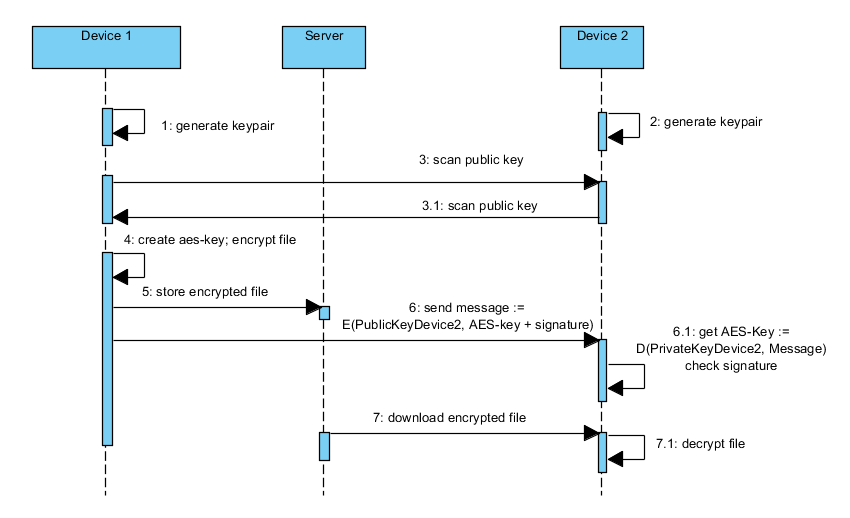 Device 1
Server
Device 2
1: generate keypair
2: generate keypair
3: scan public key
3.1: scan public key
4: create aes-key; encrypt file
5: store encrypted file
6: send message :=
E(PublicKeyDevice2, AES-key + signature)
6.1: get AES-Key :=
D(PrivateKeyDevice2, Message)
check signature
7: download encrypted file
7.1: decrypt file